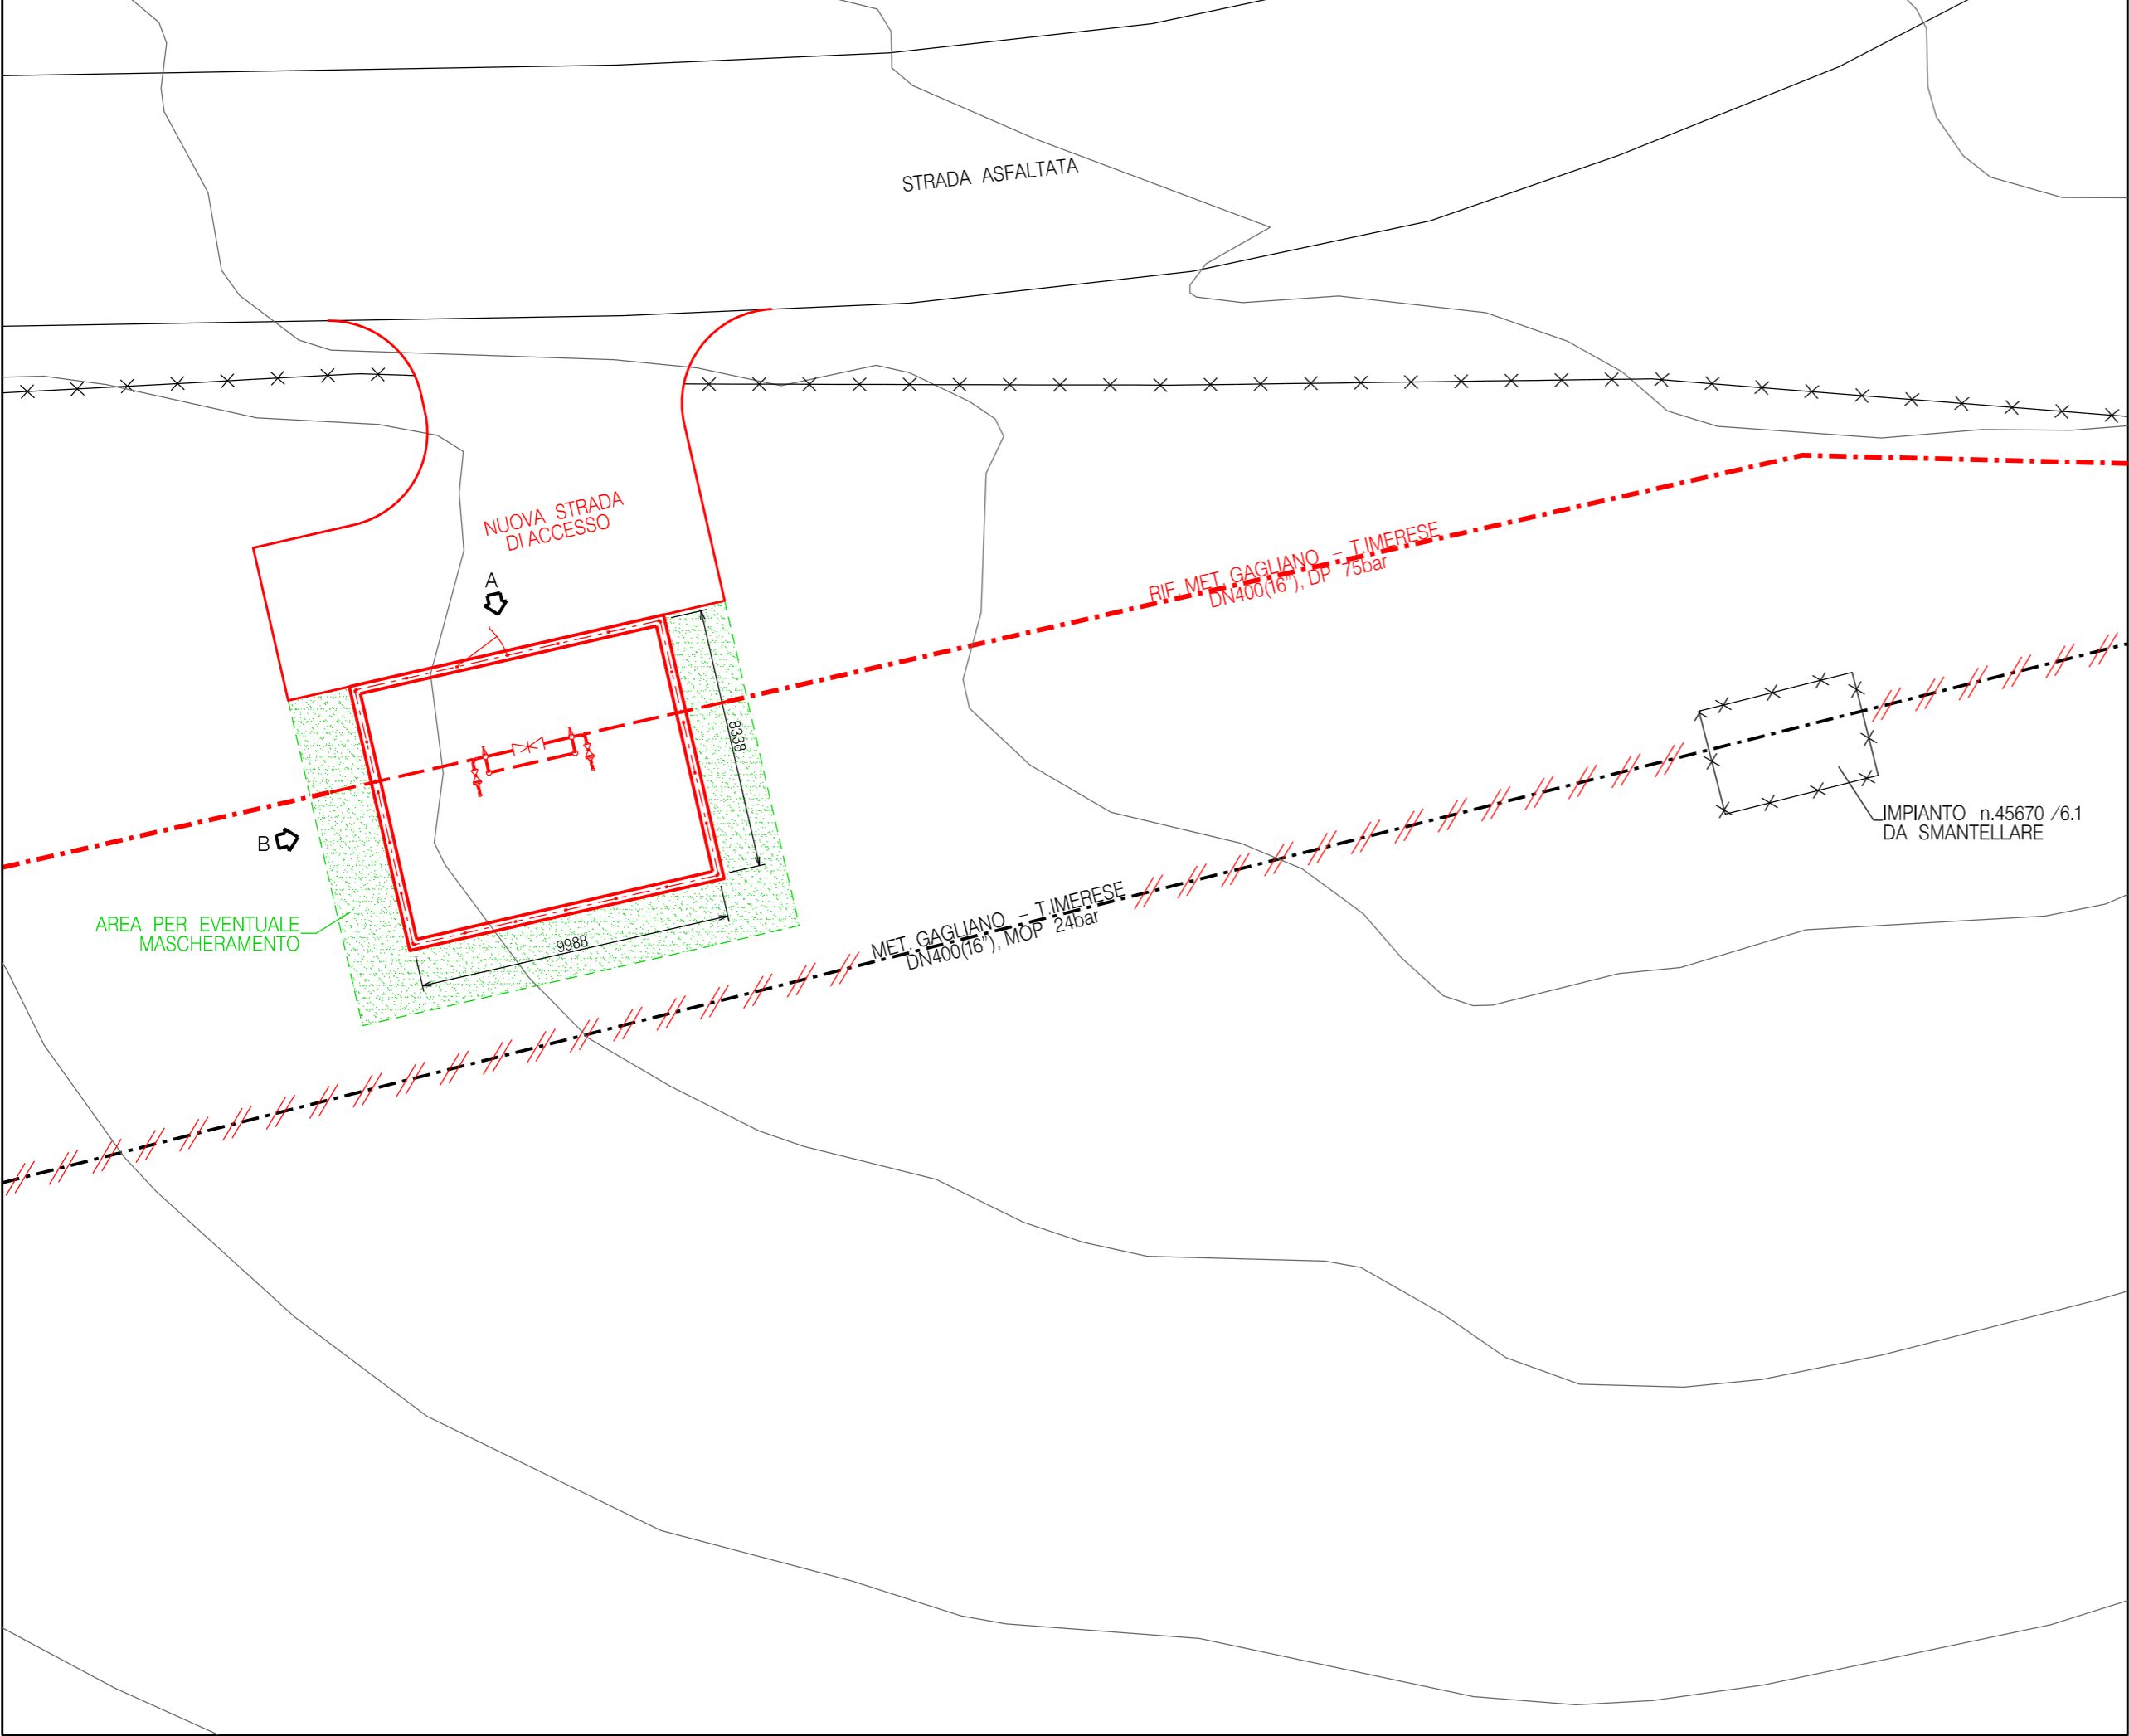 STRADA ASFALTATA
NUOVA STRADA
DI ACCESSO
A
RIF. MET. GAGLIANO - T.IMERESE
DN400(16"), DP 75bar
8338
IMPIANTO n.45670 /6.1
DA SMANTELLARE
B
AREA PER EVENTUALE
MASCHERAMENTO
9988
MET. GAGLIANO - T.IMERESE
DN400(16"), MOP 24bar